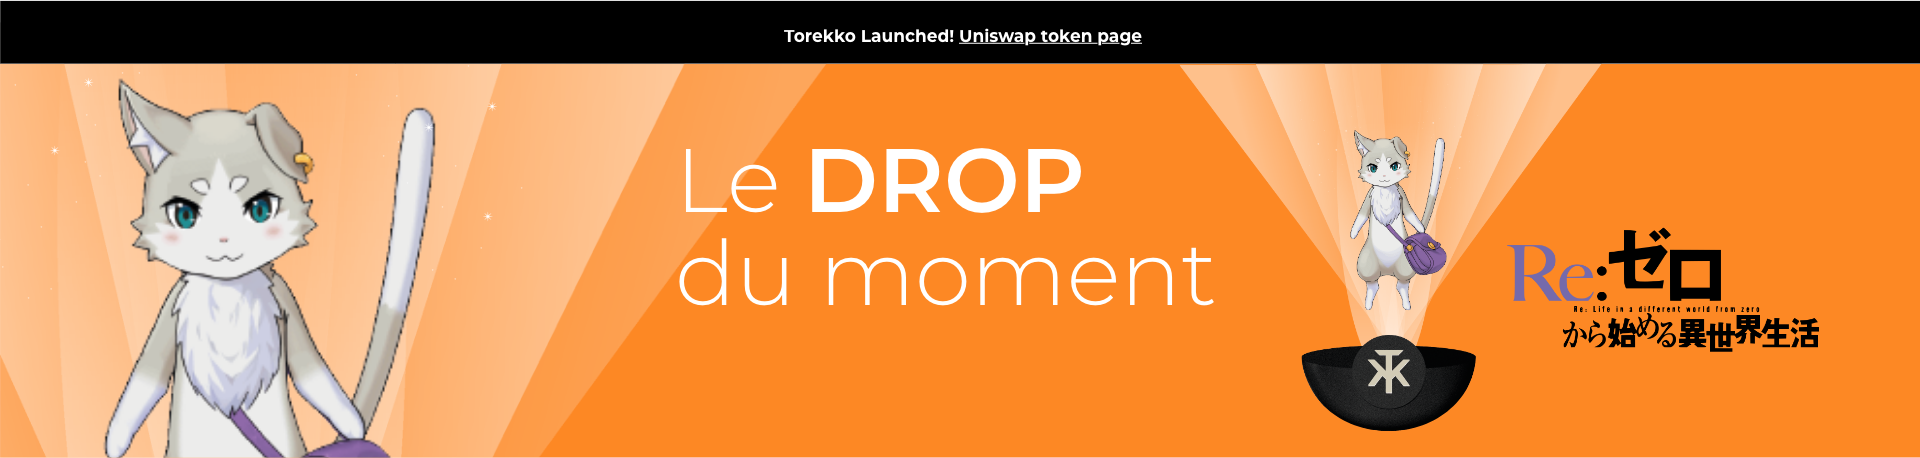 Torekko Launched! Uniswap token page
Le DROP
du moment
Re:ゼロ
Re: Life in a different world from zero
から始める異世界生活